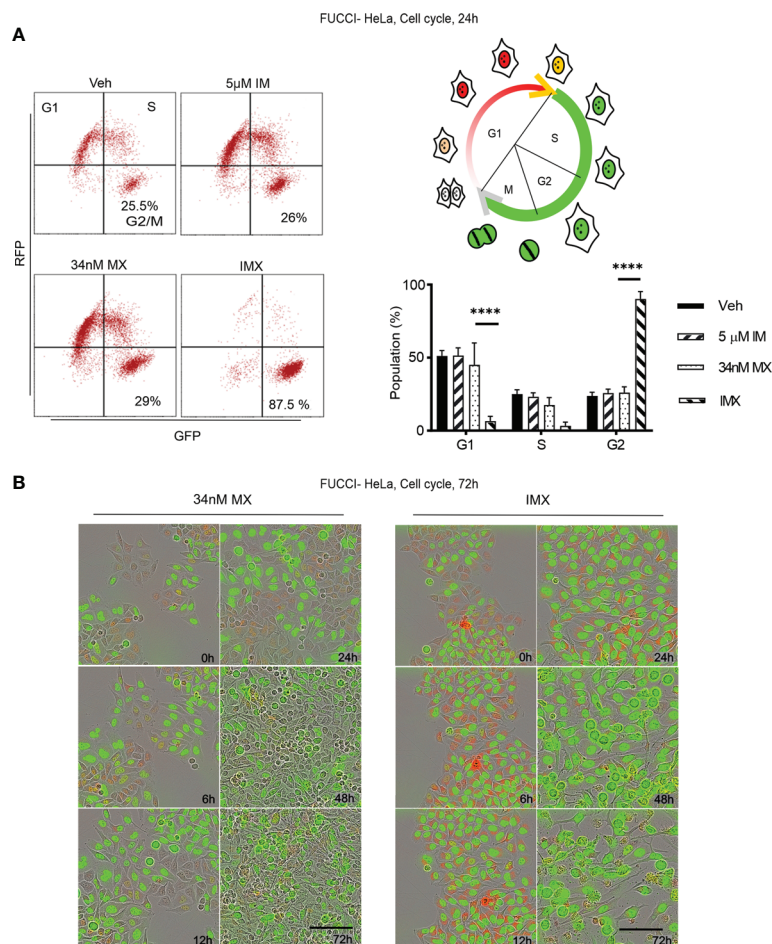 FUCCI- HeLa, Cell cycle, 24h
A
Veh
5µM IM
G1
S
25.5%
G2/M
26%
34nM MX
IMX
29%
87.5 %
RFP
GFP
G1
S
G2
M
Population (%)
100
50
0
****
****
G1
S
G2
Veh
5 µM IM
34nM MX
IMX
B
FUCCI- HeLa, Cell cycle, 72h
34nM MX
IMX
0h
24h
0h
24h
6h
48h
6h
48h
12h
72h
12h
72h